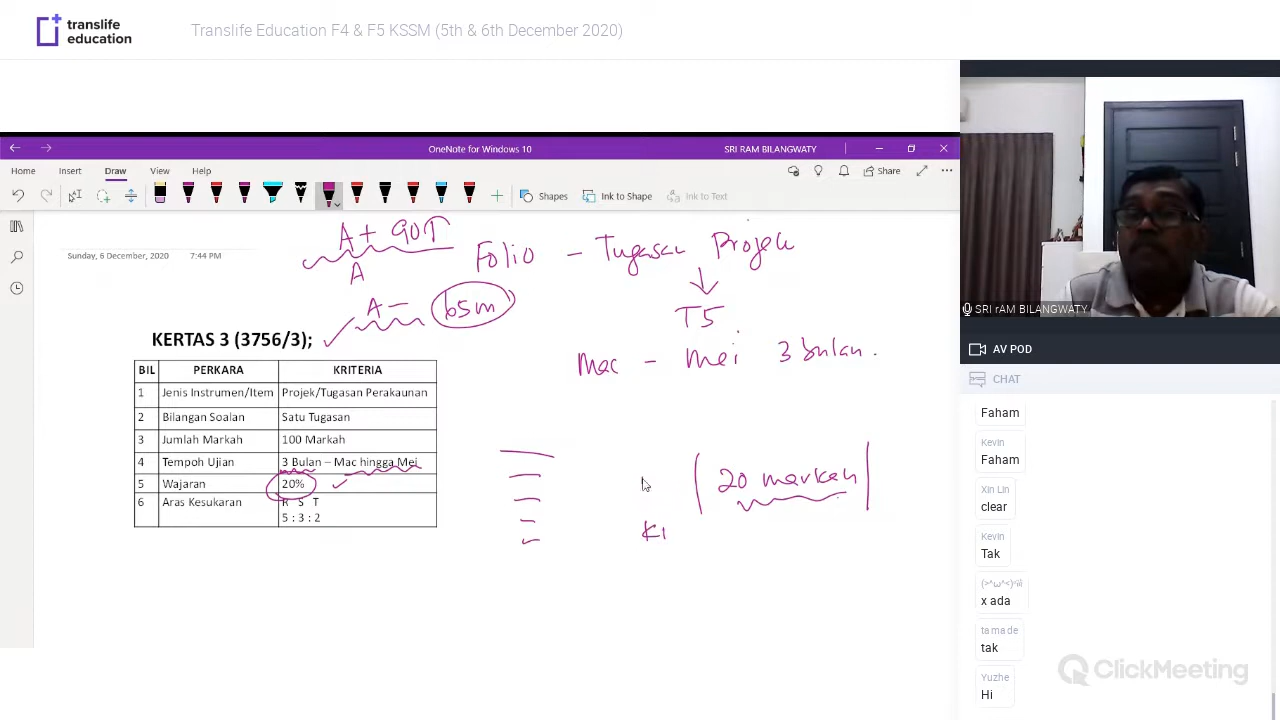 translife
education
Translife Education F4 & F5 KSSM (5th & 6th December 2020)
OneNote for Windows 10
SRI RAM BILANGWATY
Home
Insert
Draw
View
Help
Share
Shapes
Ink to Shape
Ink to Text
Sunday, 6 December, 2020
7:44 PM
A+ 90T
A
A-
65m
Folio - Tugasan Projek
T5
Mac - Mei 3 bulan.
KERTAS 3 (3756/3);
BIL PERKARA KRITERIA
1 Jenis Instrumen/Item Projek/Tugasan Perakaunan
2 Bilangan Soalan Satu Tugasan
3 Jumlah Markah 100 Markah
4 Tempoh Ujian 3 Bulan – Mac hingga Mei
5 Wajaran 20%
6 Aras Kesukaran R S T
5 : 3 : 2
20 markah
K1
SRI rAM BILANGWATY
AV POD
CHAT
Faham
Kevin
Faham
Xin Lin
clear
Kevin
Tak
x ada
ta ma de
tak
Yuzhe
Hi
ClickMeeting